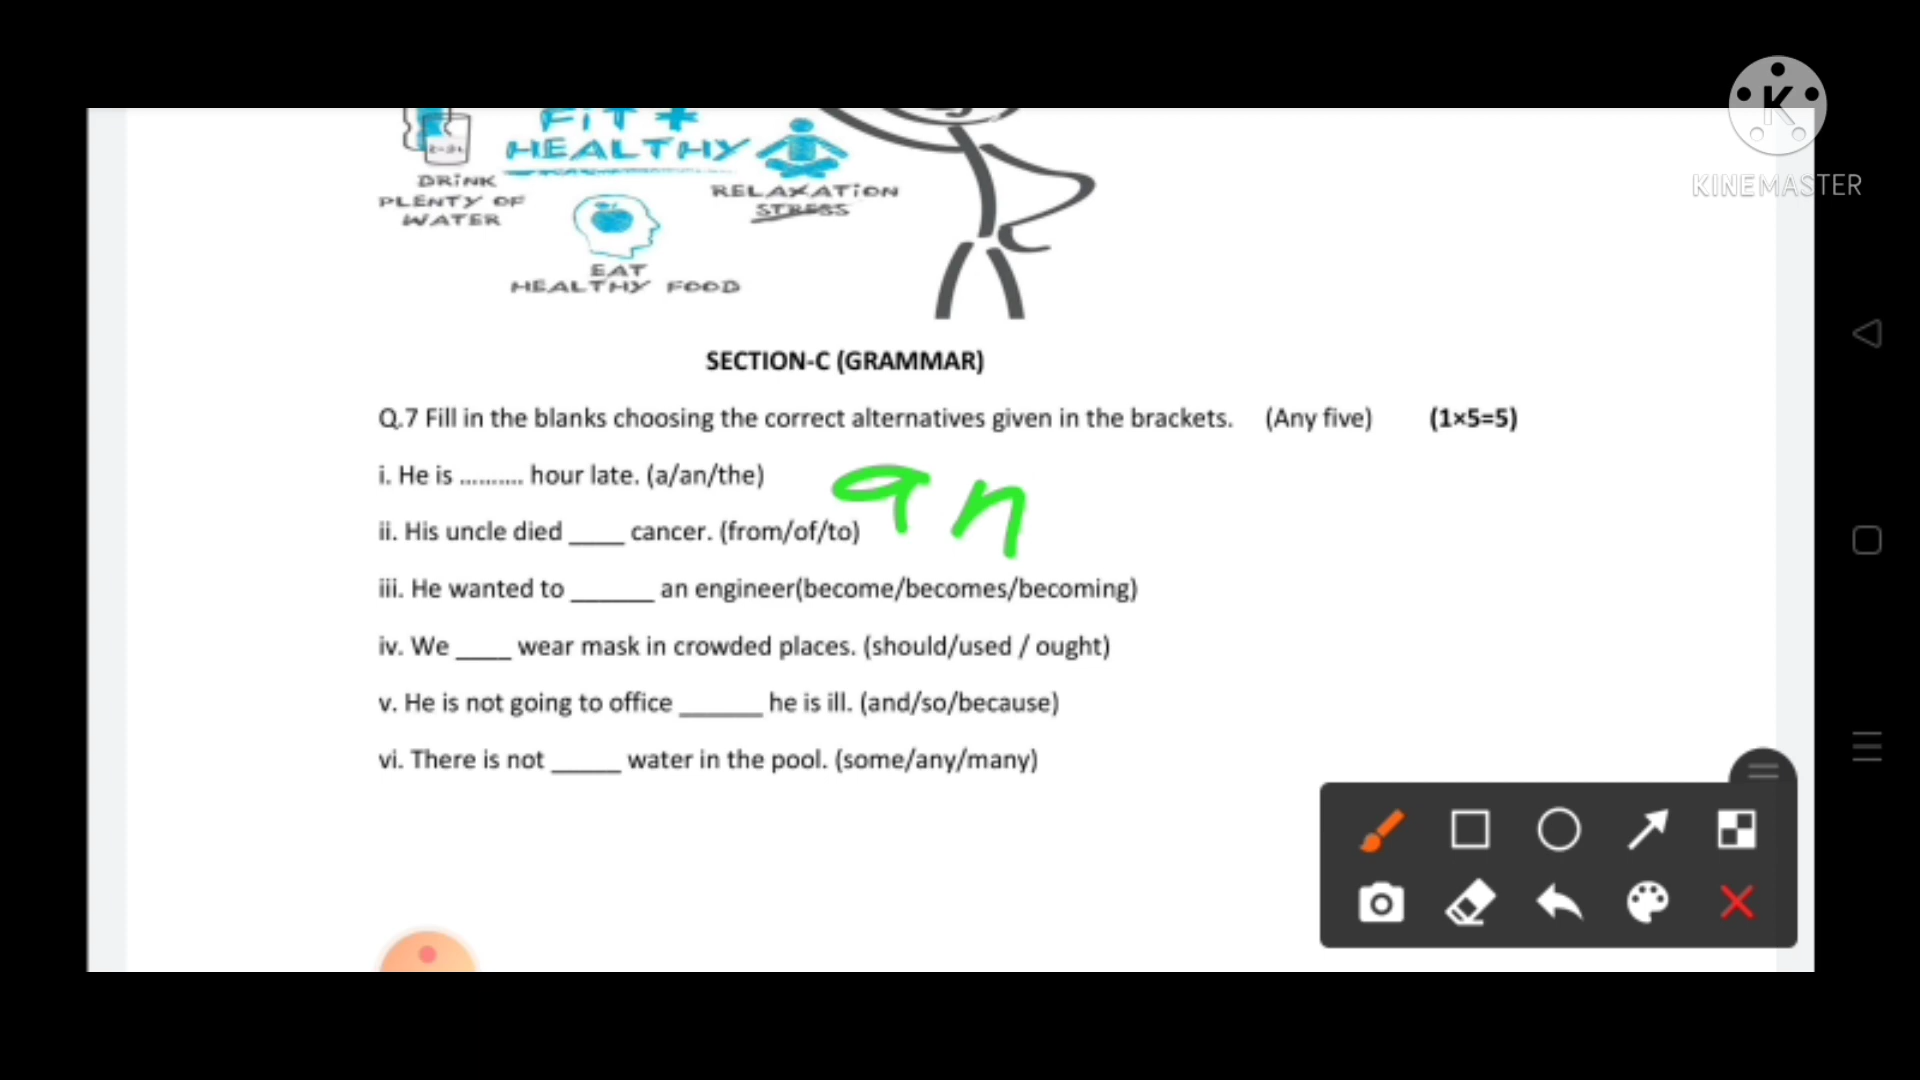 K
KINEMASTER
FiT +
HEALTHY
DRiNK
PLENTY OF
WATER
RELAXATiON
STRESS
EAT
HEALTHY FOOD
SECTION-C (GRAMMAR)
Q.7 Fill in the blanks choosing the correct alternatives given in the brackets. (Any five) (1×5=5)
i. He is .......... hour late. (a/an/the)
an
ii. His uncle died ____ cancer. (from/of/to)
iii. He wanted to ______ an engineer(become/becomes/becoming)
iv. We ____ wear mask in crowded places. (should/used / ought)
v. He is not going to office ______ he is ill. (and/so/because)
vi. There is not _____ water in the pool. (some/any/many)